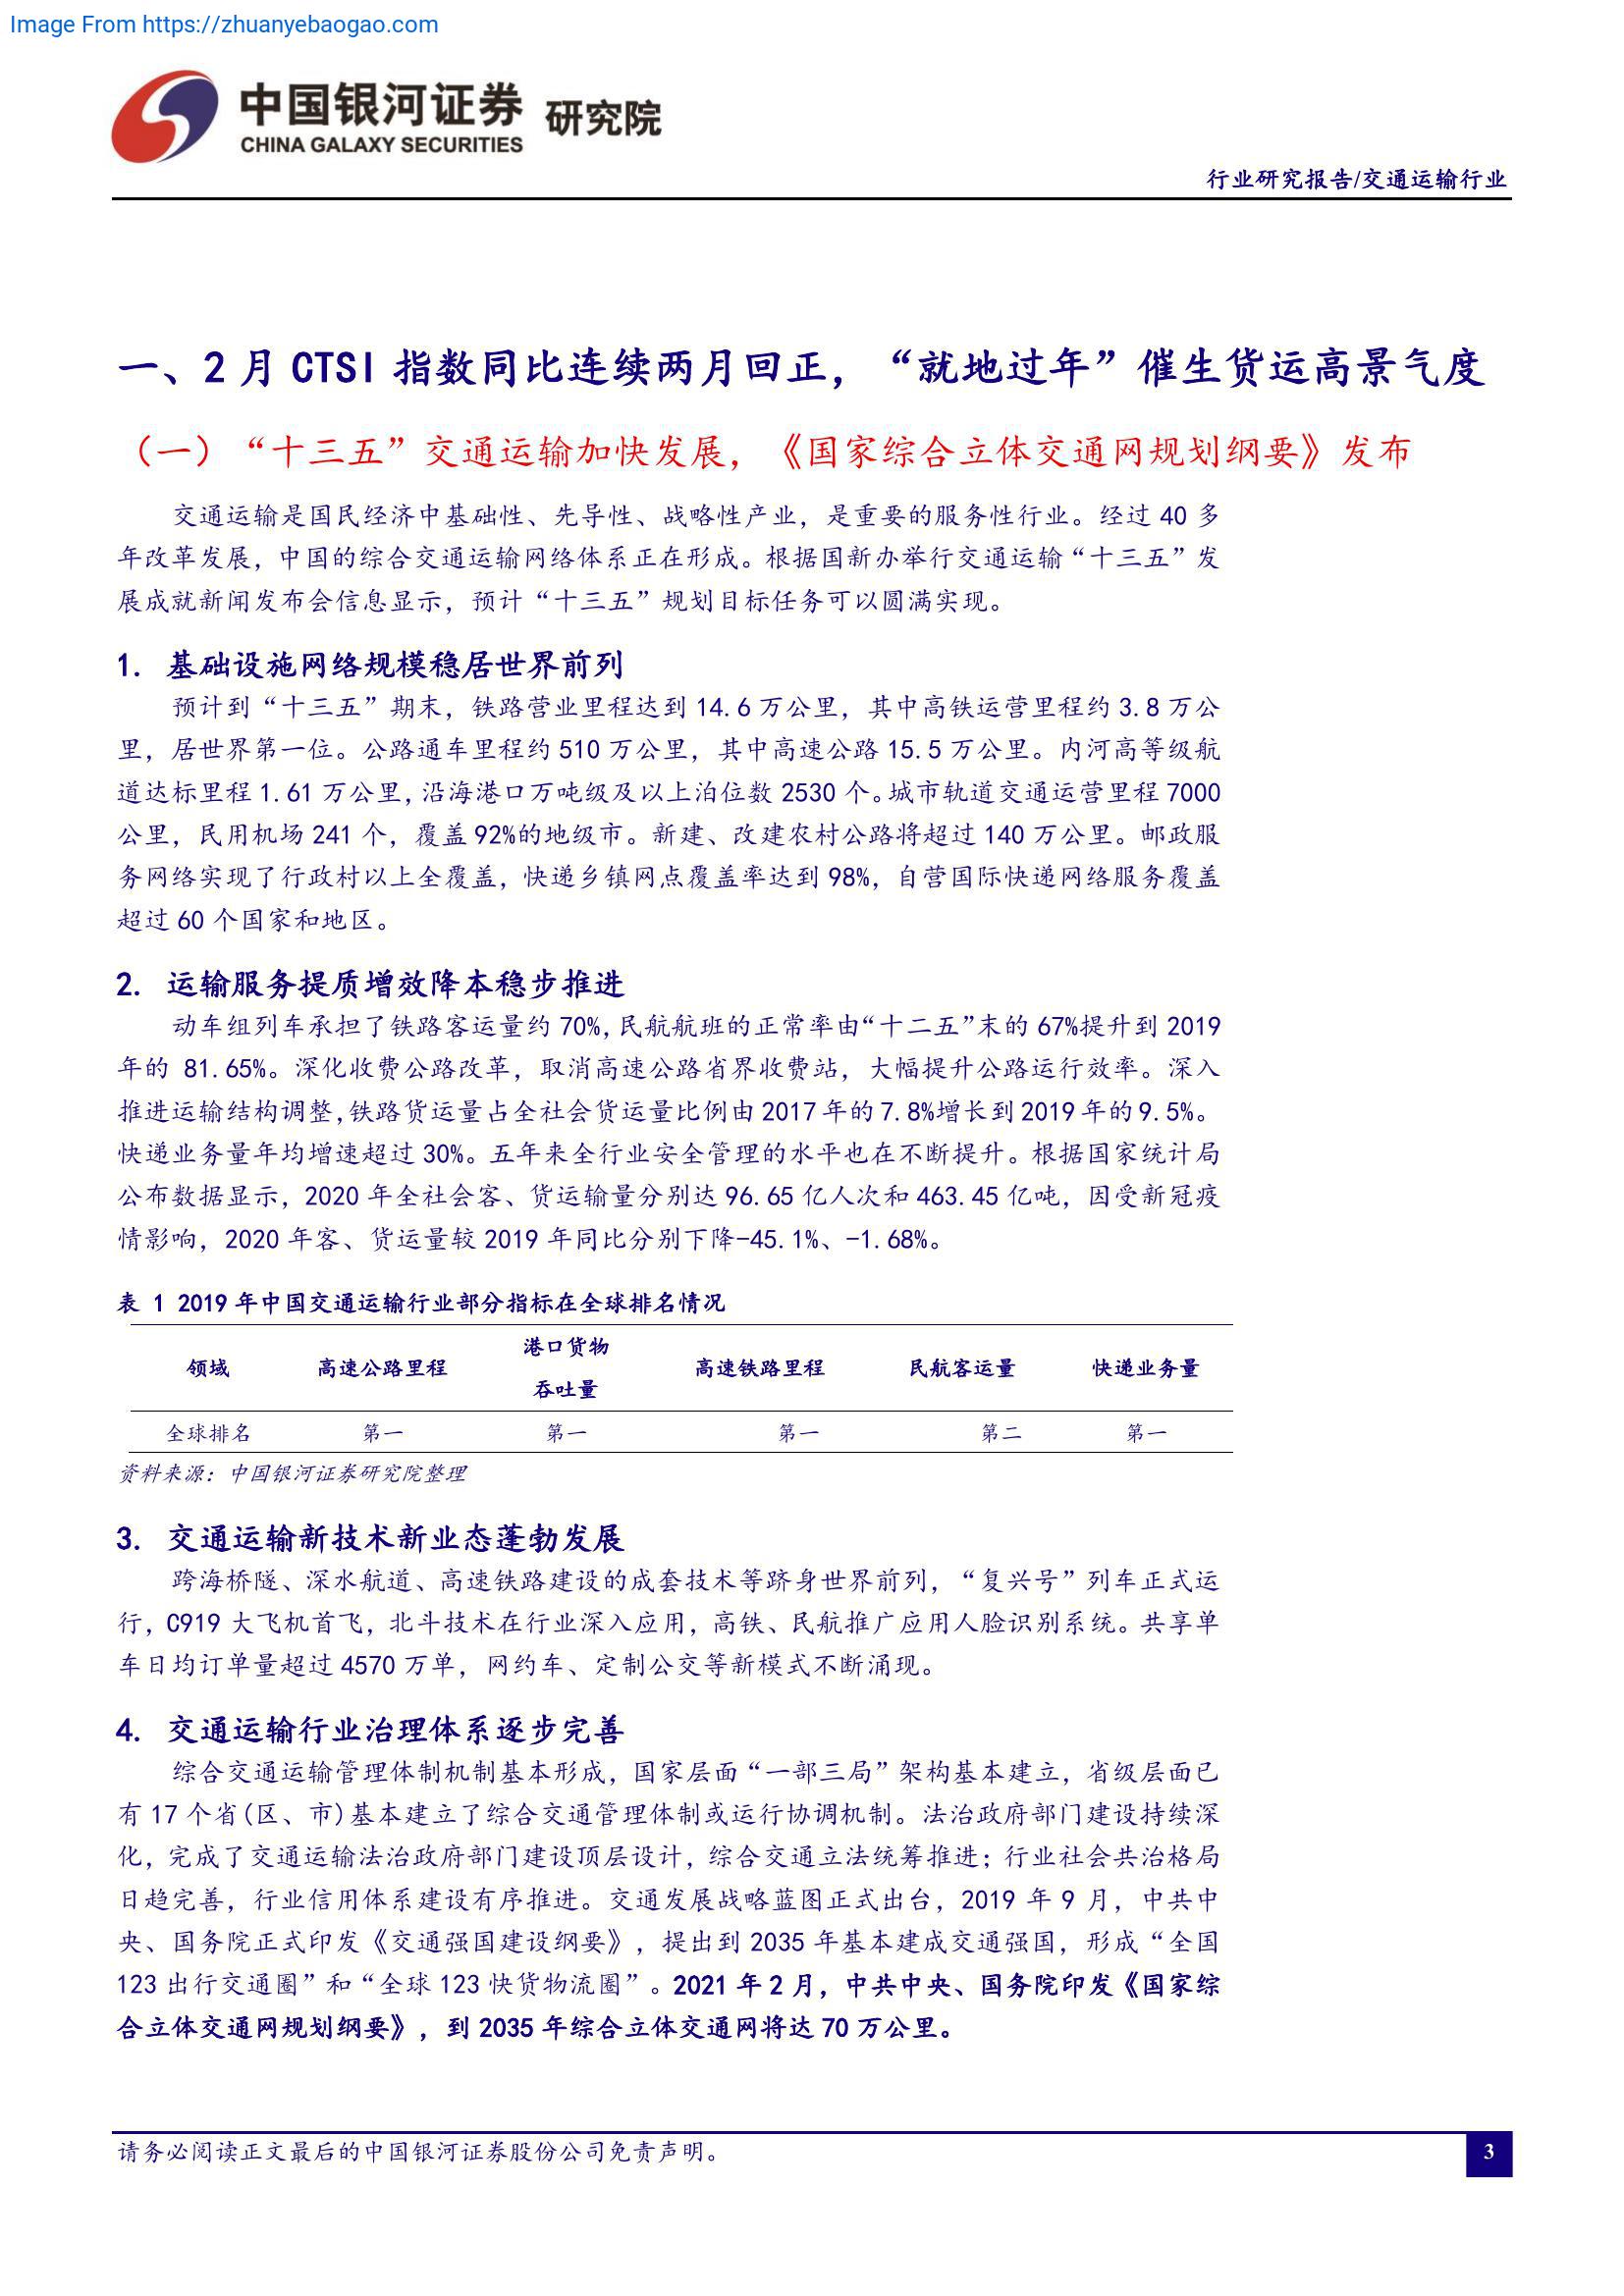 Image From https://zhuanyebaogao.com
中国银河证券 研究院
CHINA GALAXY SECURITIES
行业研究报告/交通运输行业
一、2 月 CTSI 指数同比连续两月回正，“就地过年”催生货运高景气度
（一）“十三五”交通运输加快发展，《国家综合立体交通网规划纲要》发布
交通运输是国民经济中基础性、先导性、战略性产业，是重要的服务性行业。经过 40 多
年改革发展，中国的综合交通运输网络体系正在形成。根据国新办举行交通运输“十三五”发
展成就新闻发布会信息显示，预计“十三五”规划目标任务可以圆满实现。
1. 基础设施网络规模稳居世界前列
预计到“十三五”期末，铁路营业里程达到 14.6 万公里，其中高铁运营里程约 3.8 万公
里，居世界第一位。公路通车里程约 510 万公里，其中高速公路 15.5 万公里。内河高等级航
道达标里程 1.61 万公里，沿海港口万吨级及以上泊位数 2530 个。城市轨道交通运营里程 7000
公里，民用机场 241 个，覆盖 92%的地级市。新建、改建农村公路将超过 140 万公里。邮政服
务网络实现了行政村以上全覆盖，快递乡镇网点覆盖率达到 98%，自营国际快递网络服务覆盖
超过 60 个国家和地区。
2. 运输服务提质增效降本稳步推进
动车组列车承担了铁路客运量约 70%，民航航班的正常率由“十二五”末的 67%提升到 2019
年的 81.65%。深化收费公路改革，取消高速公路省界收费站，大幅提升公路运行效率。深入
推进运输结构调整，铁路货运量占全社会货运量比例由 2017 年的 7.8%增长到 2019 年的 9.5%。
快递业务量年均增速超过 30%。五年来全行业安全管理的水平也在不断提升。根据国家统计局
公布数据显示，2020 年全社会客、货运输量分别达 96.65 亿人次和 463.45 亿吨，因受新冠疫
情影响，2020 年客、货运量较 2019 年同比分别下降-45.1%、-1.68%。
表 1 2019 年中国交通运输行业部分指标在全球排名情况
领域 高速公路里程 港口货物 高速铁路里程 民航客运量 快递业务量
吞吐量
全球排名 第一 第一 第一 第二 第一
资料来源：中国银河证券研究院整理
3. 交通运输新技术新业态蓬勃发展
跨海桥隧、深水航道、高速铁路建设的成套技术等跻身世界前列，“复兴号”列车正式运
行，C919 大飞机首飞，北斗技术在行业深入应用，高铁、民航推广应用人脸识别系统。共享单
车日均订单量超过 4570 万单，网约车、定制公交等新模式不断涌现。
4. 交通运输行业治理体系逐步完善
综合交通运输管理体制机制基本形成，国家层面“一部三局”架构基本建立，省级层面已
有 17 个省(区、市)基本建立了综合交通管理体制或运行协调机制。法治政府部门建设持续深
化，完成了交通运输法治政府部门建设顶层设计，综合交通立法统筹推进；行业社会共治格局
日趋完善，行业信用体系建设有序推进。交通发展战略蓝图正式出台，2019 年 9 月，中共中
央、国务院正式印发《交通强国建设纲要》，提出到 2035 年基本建成交通强国，形成“全国
123 出行交通圈”和“全球 123 快货物流圈”。2021 年 2 月，中共中央、国务院印发《国家综
合立体交通网规划纲要》，到 2035 年综合立体交通网将达 70 万公里。
请务必阅读正文最后的中国银河证券股份公司免责声明。
3